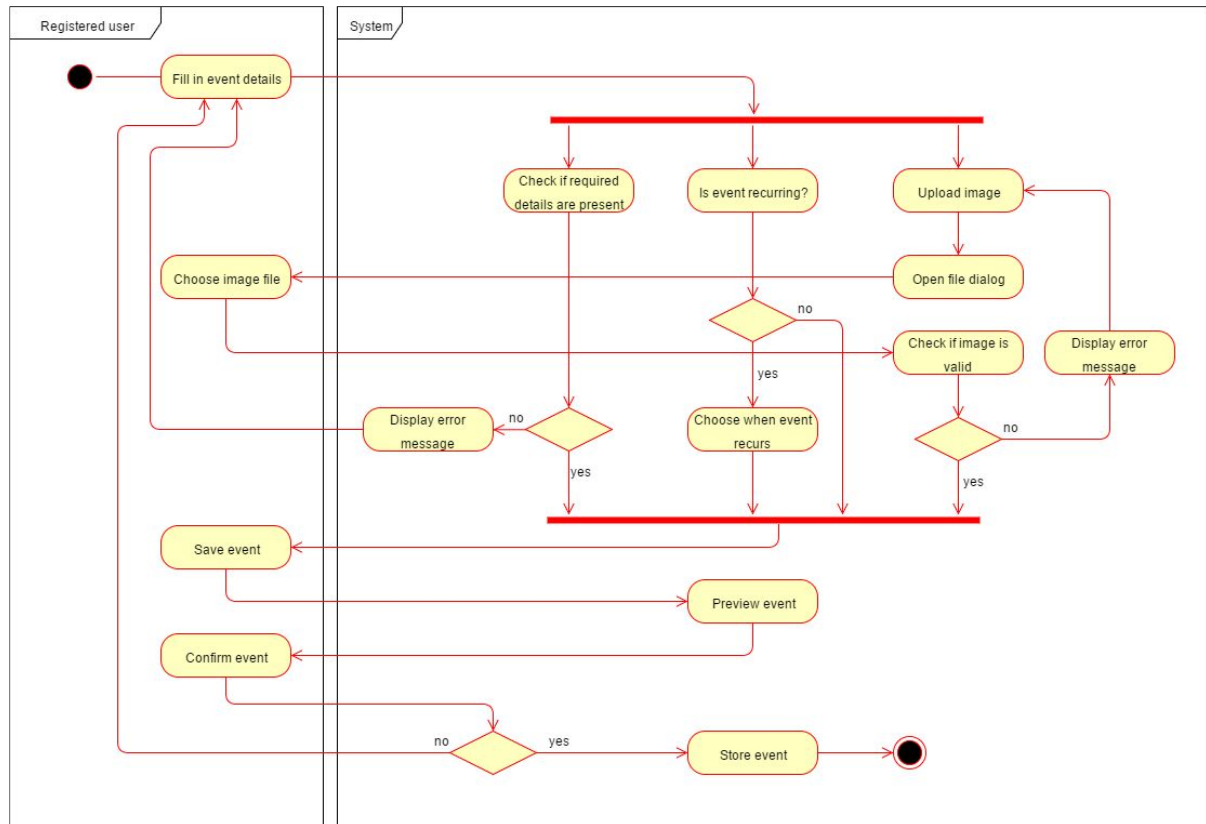 Registered user
System
Fill in event details
Check if required
details are present
Is event recurring?
Upload image
Choose image file
Open file dialog
no
Check if image is
valid
Display error
message
yes
Display error
message
no
Choose when event
recurs
no
yes
yes
Save event
Preview event
Confirm event
no
yes
Store event